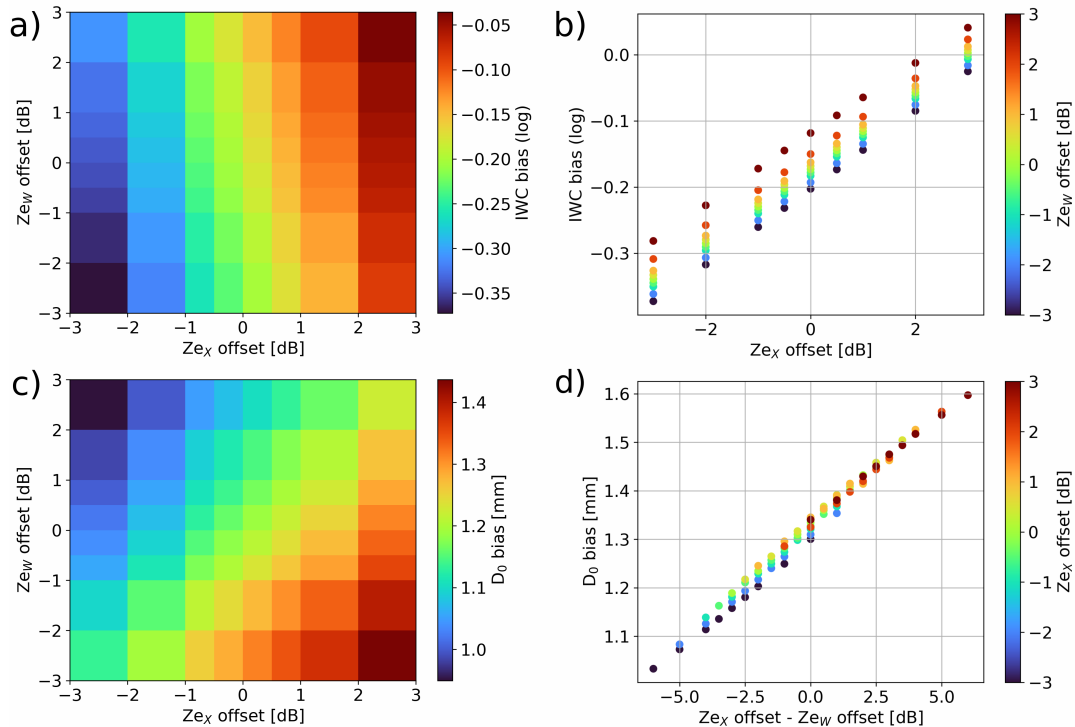 a)
3
2
1
0
−1
−2
−3
Ze_W offset [dB]
−3 −2 −1 0 1 2 3
Ze_X offset [dB]
−0.05
−0.10
−0.15
−0.20
−0.25
−0.30
−0.35
IWC bias (log)
b)
0.0
−0.1
−0.2
−0.3
IWC bias (log)
−2 0 2
Ze_X offset [dB]
3
2
1
0
−1
−2
−3
Ze_W offset [dB]
c)
3
2
1
0
−1
−2
−3
Ze_W offset [dB]
−3 −2 −1 0 1 2 3
Ze_X offset [dB]
1.4
1.3
1.2
1.1
1.0
D_0 bias [mm]
d)
1.6
1.5
1.4
1.3
1.2
1.1
D_0 bias [mm]
−5.0 −2.5 0.0 2.5 5.0
Ze_X offset - Ze_W offset [dB]
3
2
1
0
−1
−2
−3
Ze_X offset [dB]